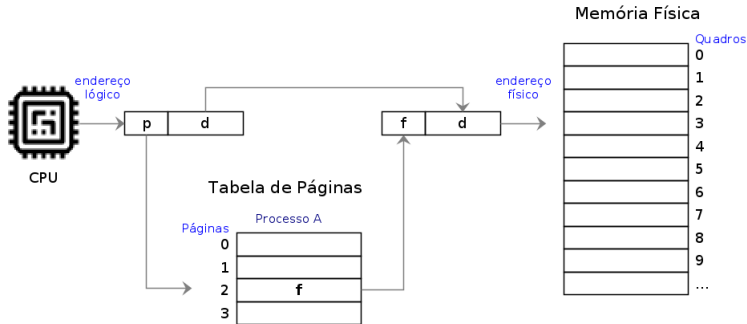 Memória Física
Quadros
0
1
2
3
4
5
6
7
8
9
...
endereço
lógico
endereço
físico
p d
f d
CPU
Tabela de Páginas
Processo A
Páginas
0
1
2 f
3